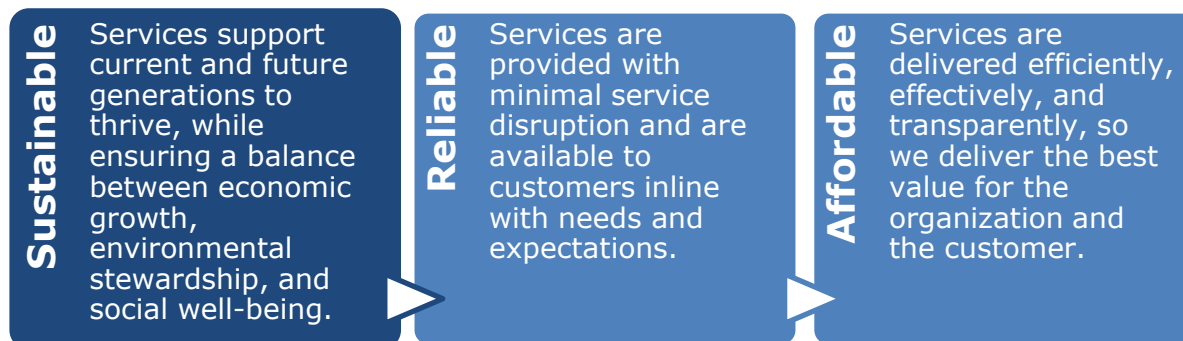 Sustainable
Services support
current and future
generations to
thrive, while
ensuring a balance
between economic
growth,
environmental
stewardship, and
social well-being.
Reliable
Services are
provided with
minimal service
disruption and are
available to
customers inline
with needs and
expectations.
Affordable
Services are
delivered efficiently,
effectively, and
transparently, so
we deliver the best
value for the
organization and
the customer.